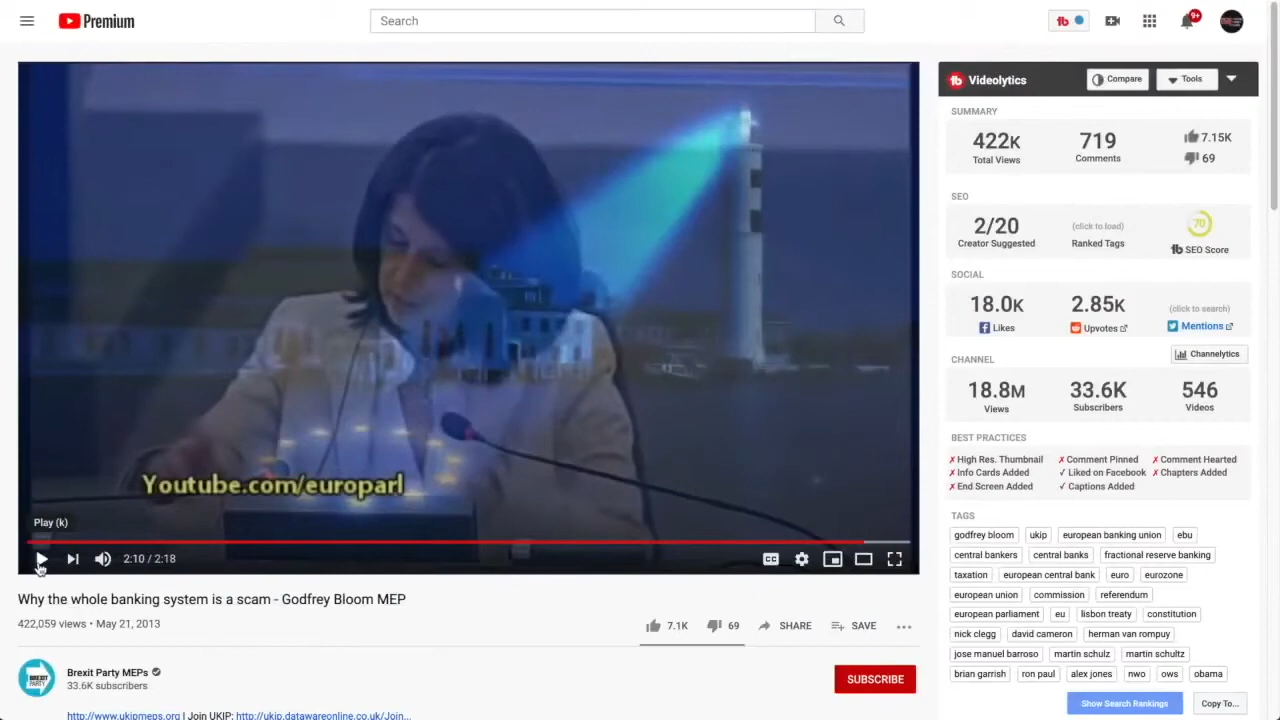 Premium
Search
tb
9+
Youtube.com/europarl
Play (k)
2:10 / 2:18
CC
Why the whole banking system is a scam - Godfrey Bloom MEP
422,059 views • May 21, 2013
7.1K
69
SHARE
SAVE
BREXIT PARTY
Brexit Party MEPs
33.6K subscribers
SUBSCRIBE
http://www.ukipmeps.org | Join UKIP: http://ukip.datawareonline.co.uk/Join...
tb Videolytics
Compare
Tools
SUMMARY
422K
719
7.15K
Total Views
Comments
69
SEO
2/20
(click to load)
70
Creator Suggested
Ranked Tags
tb SEO Score
SOCIAL
18.0K
2.85K
(click to search)
Likes
Upvotes
Mentions
CHANNEL
Channelytics
18.8M
33.6K
546
Views
Subscribers
Videos
BEST PRACTICES
✗ High Res. Thumbnail ✗ Comment Pinned ✗ Comment Hearted
✗ Info Cards Added ✓ Liked on Facebook ✗ Chapters Added
✗ End Screen Added ✓ Captions Added
TAGS
godfrey bloom ukip european banking union ebu
central bankers central banks fractional reserve banking
taxation european central bank euro eurozone
european union commission referendum
european parliament eu lisbon treaty constitution
nick clegg david cameron herman van rompuy
jose manuel barroso martin schulz martin schultz
brian garrish ron paul alex jones nwo ows obama
Show Search Rankings
Copy To...